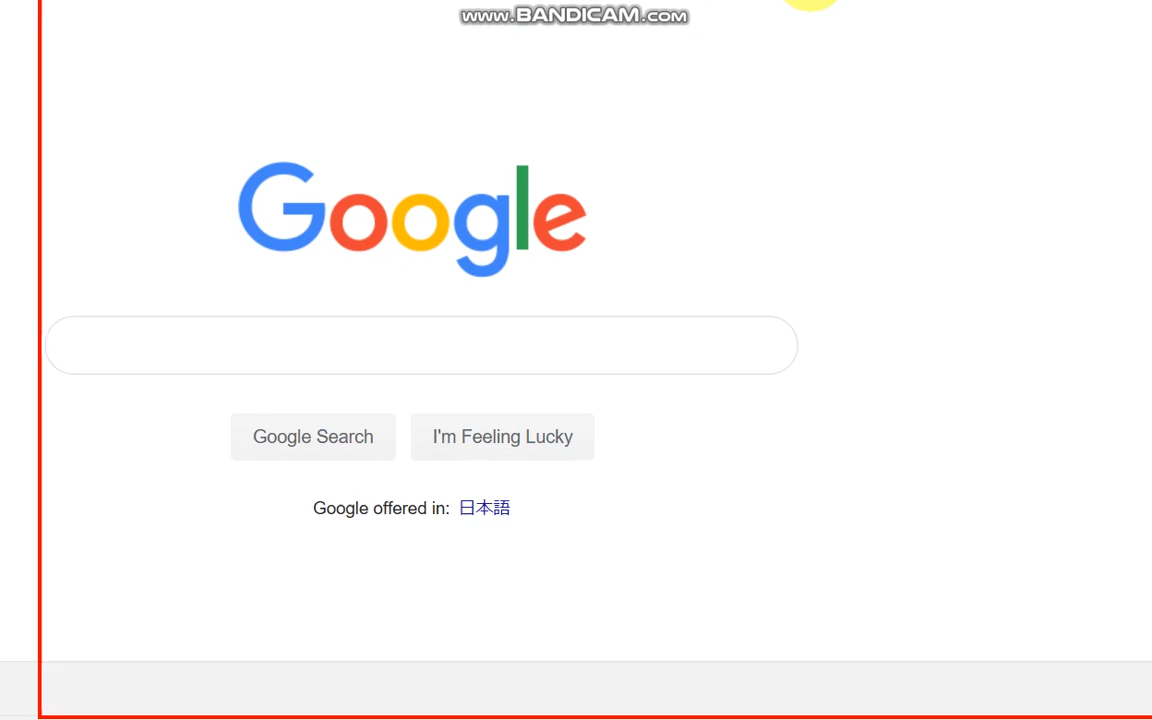 www.BANDICAM.com
Google
Google Search
I'm Feeling Lucky
Google offered in: 日本語